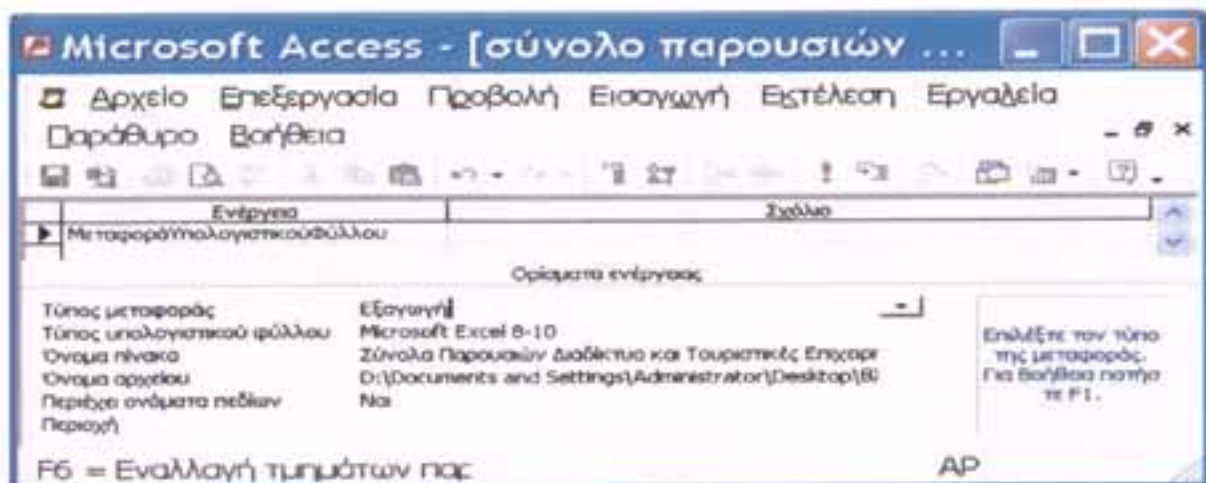 Microsoft Access - [σύνολο παρουσιών ...
Αρχείο Επεξεργασία Προβολή Εισαγωγή Εκτέλεση Εργαλεία
Παράθυρο Βοήθεια
Ενέργεια Σχόλιο
ΜεταφοράΥπολογιστικούΦύλλου
Ορίσματα ενέργειας
Τύπος μεταφοράς Εξαγωγή
Τύπος υπολογιστικού φύλλου Microsoft Excel 8-10
Όνομα πίνακα Σύνολα Παρουσιών Διαδίκτυο και Τουριστικές Επιχειρ
Όνομα αρχείου D:\Documents and Settings\Administrator\Desktop\
Περιέχει ονόματα πεδίων Ναι
Περιοχή
Επιλέξτε τον τύπο
της μεταφοράς.
Για Βοήθεια πατήσ
τε F1.
F6 = Εναλλαγή τμημάτων πας AP